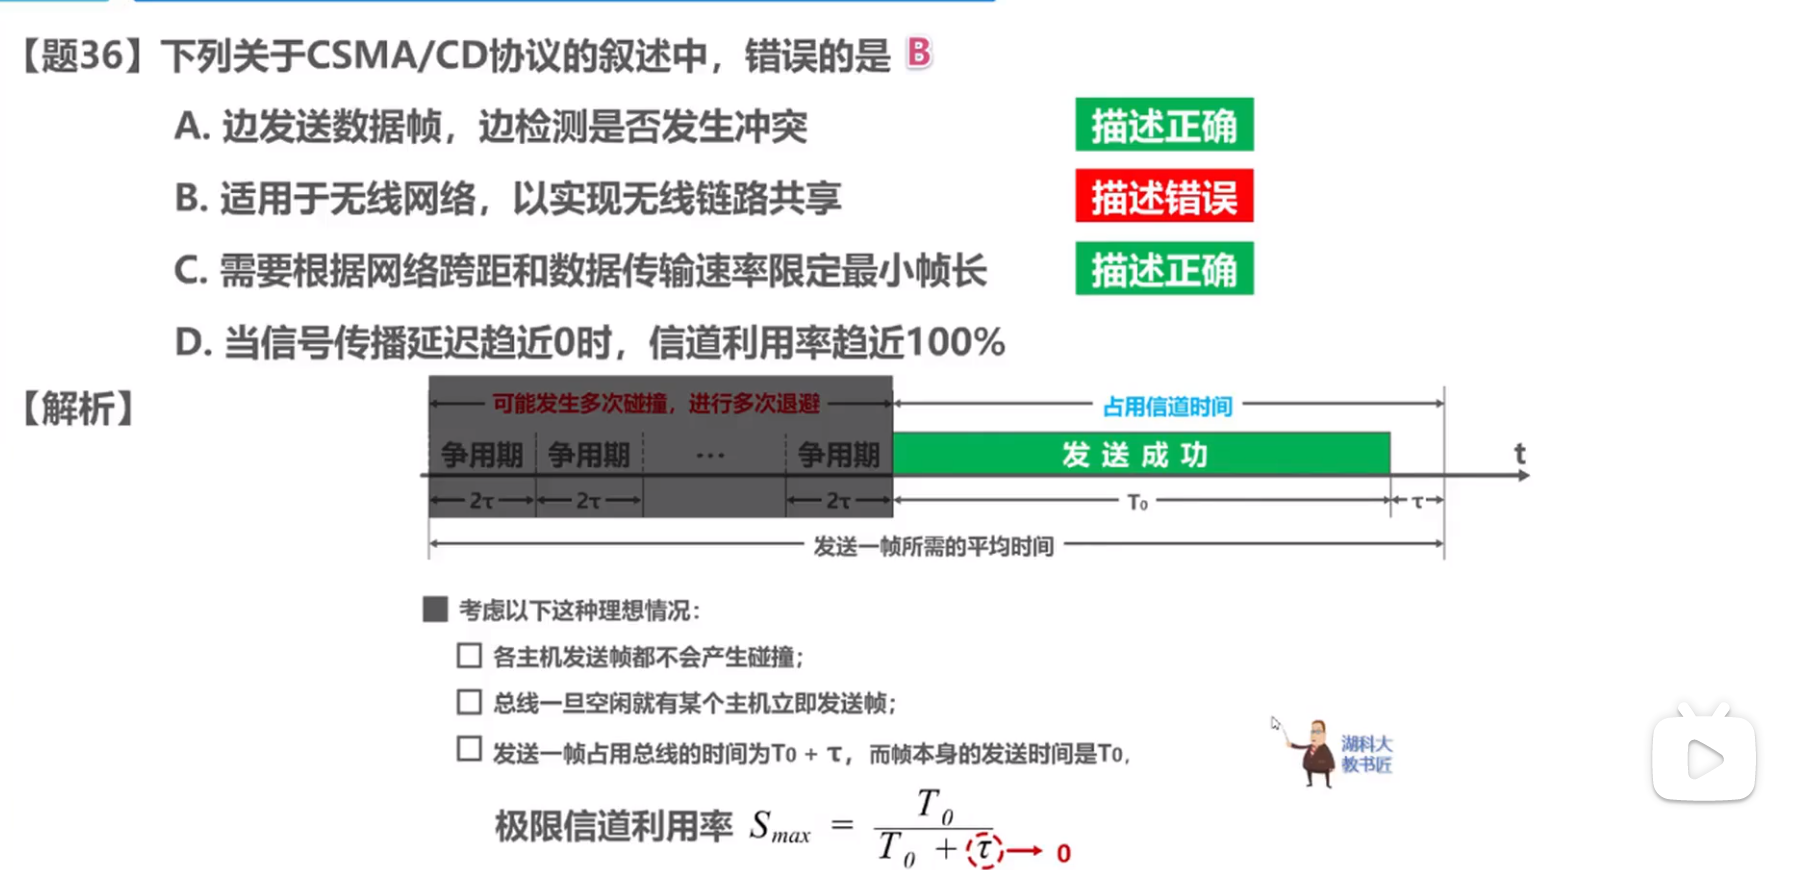 【题36】下列关于CSMA/CD协议的叙述中，错误的是 B
A. 边发送数据帧，边检测是否发生冲突 描述正确
B. 适用于无线网络，以实现无线链路共享 描述错误
C. 需要根据网络跨距和数据传输速率限定最小帧长 描述正确
D. 当信号传播延迟趋近0时，信道利用率趋近100%
【解析】
可能发生多次碰撞，进行多次退避 占用信道时间
争用期 争用期 … 争用期 发送成功 t
2τ 2τ 2τ T₀ τ
发送一帧所需的平均时间
考虑以下这种理想情况：
各主机发送帧都不会产生碰撞；
总线一旦空闲就有某个主机立即发送帧；
发送一帧占用总线的时间为T₀ + τ，而帧本身的发送时间是T₀，
湖科大
教书匠
极限信道利用率 Smax = T₀ / (T₀ + τ) → 0